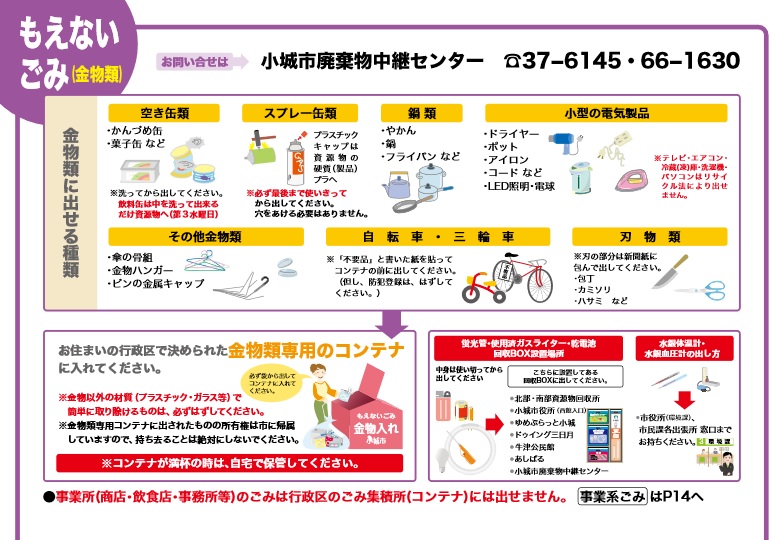 もえない
ごみ(金物類)
お問い合せは
小城市廃棄物中継センター ☎37−6145・66−1630
金物類に出せる種類
空き缶類
・かんづめ缶
・菓子缶 など
※洗ってから出してください。
飲料缶は中を洗って出来る
だけ資源物へ(第3水曜日)
スプレー缶類
プラスチック
キャップは
資源物の
硬質(製品)
プラへ
※必ず最後まで使いきって
から出してください。
穴をあける必要はありません。
鍋類
・やかん
・鍋
・フライパン など
小型の電気製品
・ドライヤー
・ポット
・アイロン
・コード など
・LED照明・電球
※テレビ・エアコン・
冷蔵(凍)庫・洗濯機・
パソコンはリサイ
クル法により出せ
ません。
その他金物類
・傘の骨組
・金物ハンガー
・ビンの金属キャップ
自転車・三輪車
※「不要品」と書いた紙を貼って
コンテナの前に出してください。
(但し、防犯登録は、はずして
ください。)
不要品
刃物類
※刃の部分は新聞紙に
包んで出してください。
・包丁
・カミソリ
・ハサミ など
お住まいの行政区で決められた金物類専用のコンテナ
に入れてください。
※金物以外の材質(プラスチック・ガラス等)で
簡単に取り除けるものは、必ずはずしてください。
※金物類専用コンテナに出されたものの所有権は市に帰属
していますので、持ち去ることは絶対にしないでください。
必ず袋から出して
コンテナに入れて
ください。
もえないごみ
金物入れ
小城市
※コンテナが満杯の時は、自宅で保管してください。
蛍光管・使用済ガスライター・乾電池
回収BOX設置場所
中身は使い切ってから
出してください
こちらに設置してある
回収BOXに出してください。
●北部・南部資源物回収所
●小城市役所(西館入口)
●ゆめぷらっと小城
●ドゥイング三日月
●牛津公民館
●あしぱる
●小城市廃棄物中継センター
水銀体温計・
水銀血圧計の出し方
●市役所(環境課)、
市民課各出張所 窓口まで
お持ちください。
環境課
●事業所(商店・飲食店・事務所等)のごみは行政区のごみ集積所(コンテナ)には出せません。 事業系ごみ はP14へ